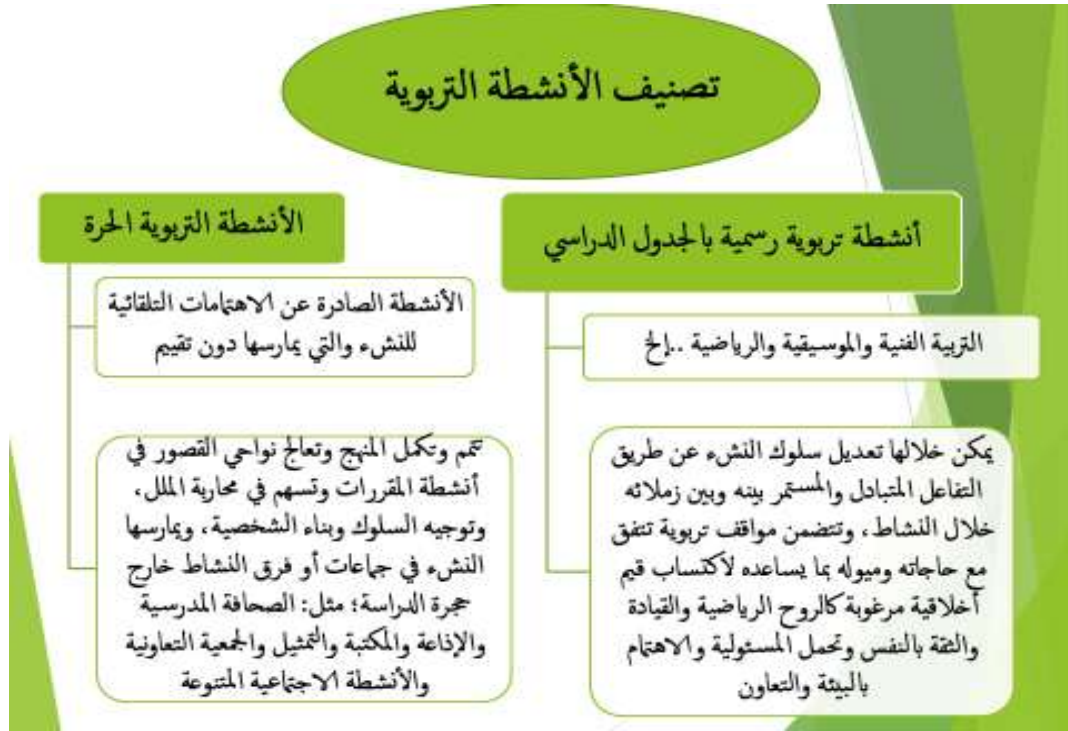 تصنيف الأنشطة التربوية
أنشطة تربوية رسمية بالجدول الدراسي
التربية الفنية والموسيقية والرياضية ..إلخ
يمكن خلالها تعديل سلوك النشء عن طريق
التفاعل المتبادل والمستمر بينه وبين زملائه
خلال النشاط، وتتضمن مواقف تربوية تتفق
مع حاجاته وميوله بما يساعده لاكتساب قيم
أخلاقية مرغوبة كالروح الرياضية والقيادة
والثقة بالنفس وتحمل المسئولية والاهتمام
بالبيئة والتعاون
الأنشطة التربوية الحرة
الأنشطة الصادرة عن الاهتمامات التلقائية
للنشء والتي يمارسها دون تقييم
تتمم وتكمل المنهج وتعالج نواحي القصور في
أنشطة المقررات وتسهم في محاربة الملل،
وتوجيه السلوك وبناء الشخصية، ويمارسها
النشء في جماعات أو فرق النشاط خارج
حجرة الدراسة؛ مثل: الصحافة المدرسية
والإذاعة والمكتبة والتمثيل والجمعية التعاونية
والأنشطة الاجتماعية المتنوعة